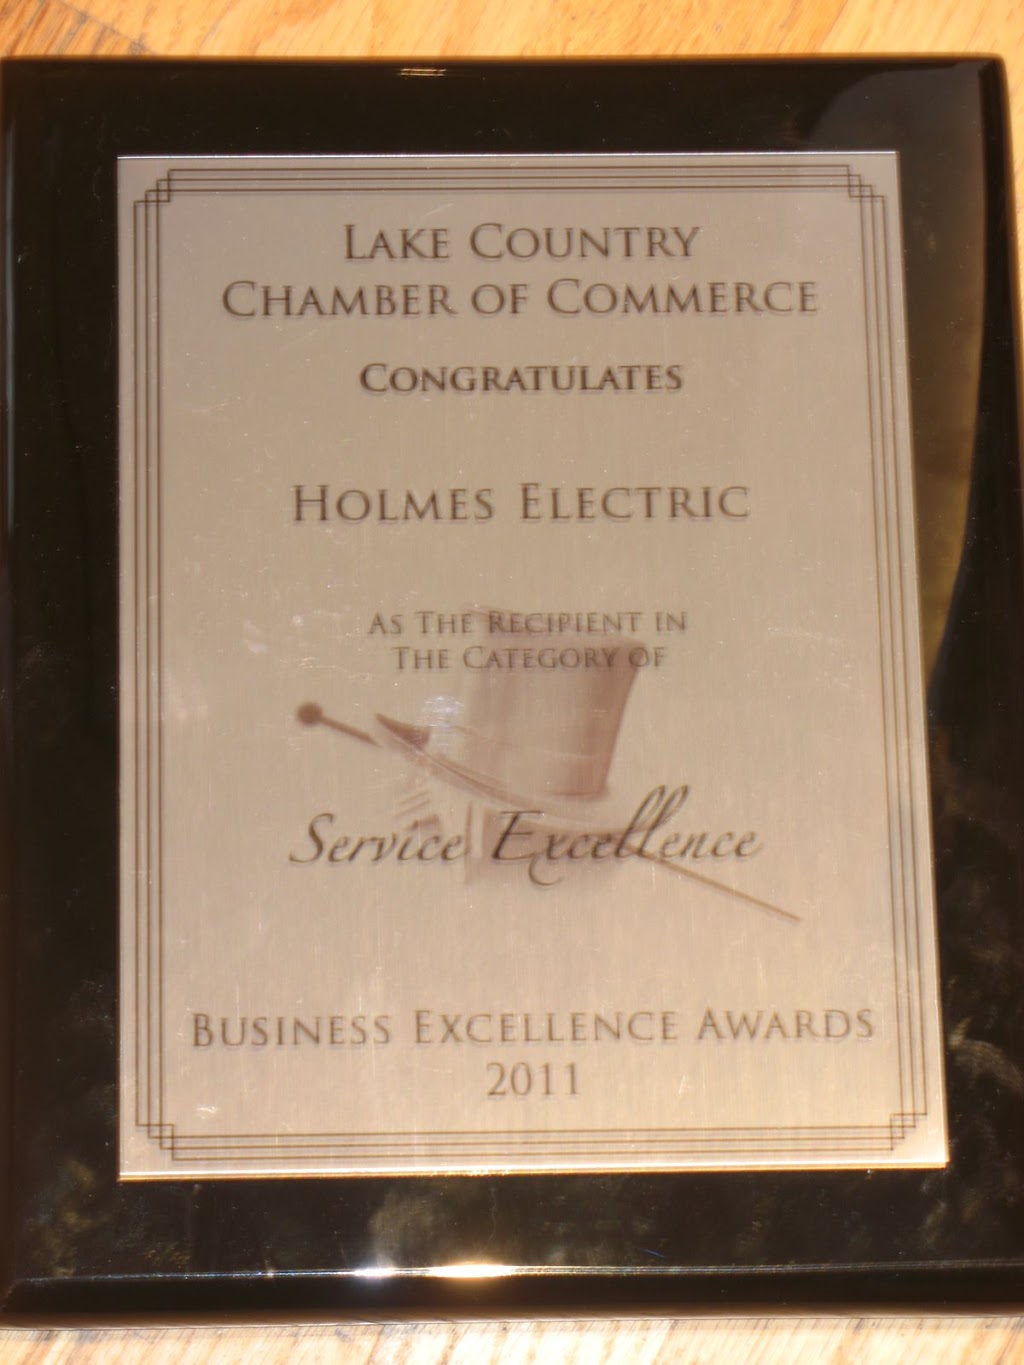 LAKE COUNTRY
CHAMBER OF COMMERCE
CONGRATULATES
HOLMES ELECTRIC
AS THE RECIPIENT IN
THE CATEGORY OF
Service Excellence
BUSINESS EXCELLENCE AWARDS
2011